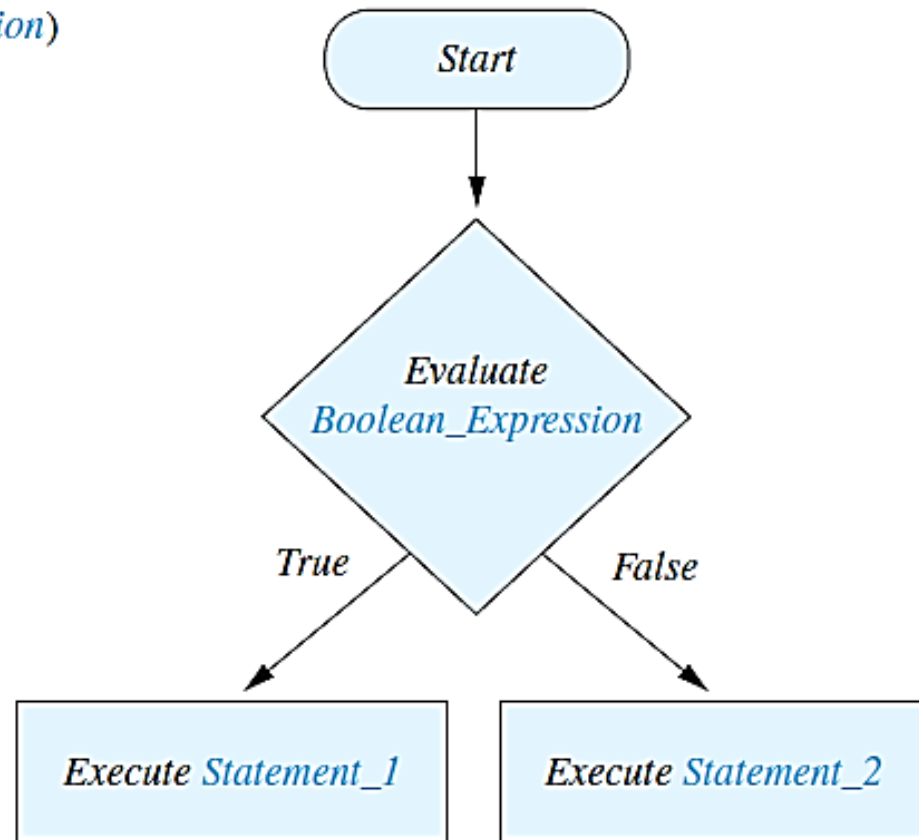 ion)
Start
Evaluate
Boolean_Expression
True
False
Execute Statement_1
Execute Statement_2